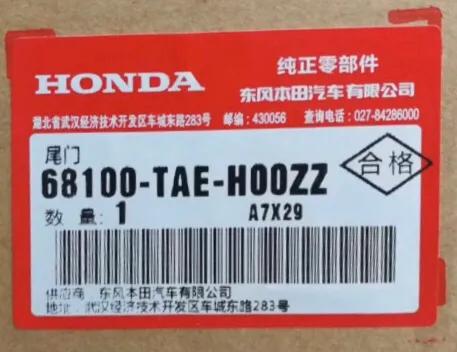 HONDA 纯正零部件
东风本田汽车有限公司
湖北省武汉经济技术开发区车城东路283号 邮编:430056 查询电话:027-84286000
尾门
68100-TAE-H00ZZ
合格
数 量:1 A7X29
供应商: 东风本田汽车有限公司
地址: 武汉经济技术开发区车城东路283号